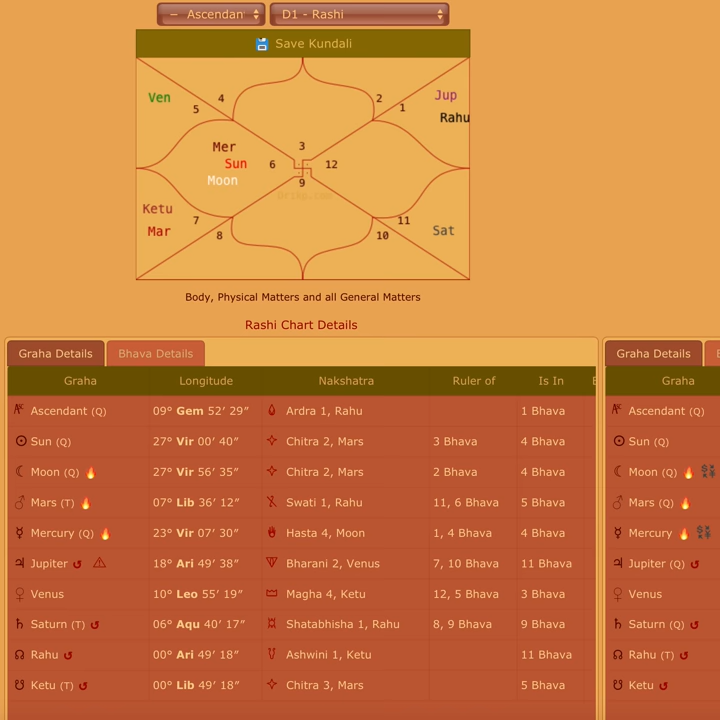 — Ascendan D1 - Rashi
Save Kundali
Ven 4 2 Jup
5 1
Rahu
Mer 3
Sun 6 12
Moon 9
Ketu 7 11
Mar 8 10 Sat
Body, Physical Matters and all General Matters
Rashi Chart Details
Graha Details Bhava Details Graha Details
Graha Longitude Nakshatra Ruler of Is In Graha
Ascendant (Q) 09° Gem 52′ 29″ Ardra 1, Rahu 1 Bhava Ascendant (Q)
Sun (Q) 27° Vir 00′ 40″ Chitra 2, Mars 3 Bhava 4 Bhava Sun (Q)
Moon (Q) 27° Vir 56′ 35″ Chitra 2, Mars 2 Bhava 4 Bhava Moon (Q)
Mars (T) 07° Lib 36′ 12″ Swati 1, Rahu 11, 6 Bhava 5 Bhava Mars (Q)
Mercury (Q) 23° Vir 07′ 30″ Hasta 4, Moon 1, 4 Bhava 4 Bhava Mercury
Jupiter 18° Ari 49′ 38″ Bharani 2, Venus 7, 10 Bhava 11 Bhava Jupiter (Q)
Venus 10° Leo 55′ 19″ Magha 4, Ketu 12, 5 Bhava 3 Bhava Venus
Saturn (T) 06° Aqu 40′ 17″ Shatabhisha 1, Rahu 8, 9 Bhava 9 Bhava Saturn (Q)
Rahu 00° Ari 49′ 18″ Ashwini 1, Ketu 11 Bhava Rahu (T)
Ketu (T) 00° Lib 49′ 18″ Chitra 3, Mars 5 Bhava Ketu